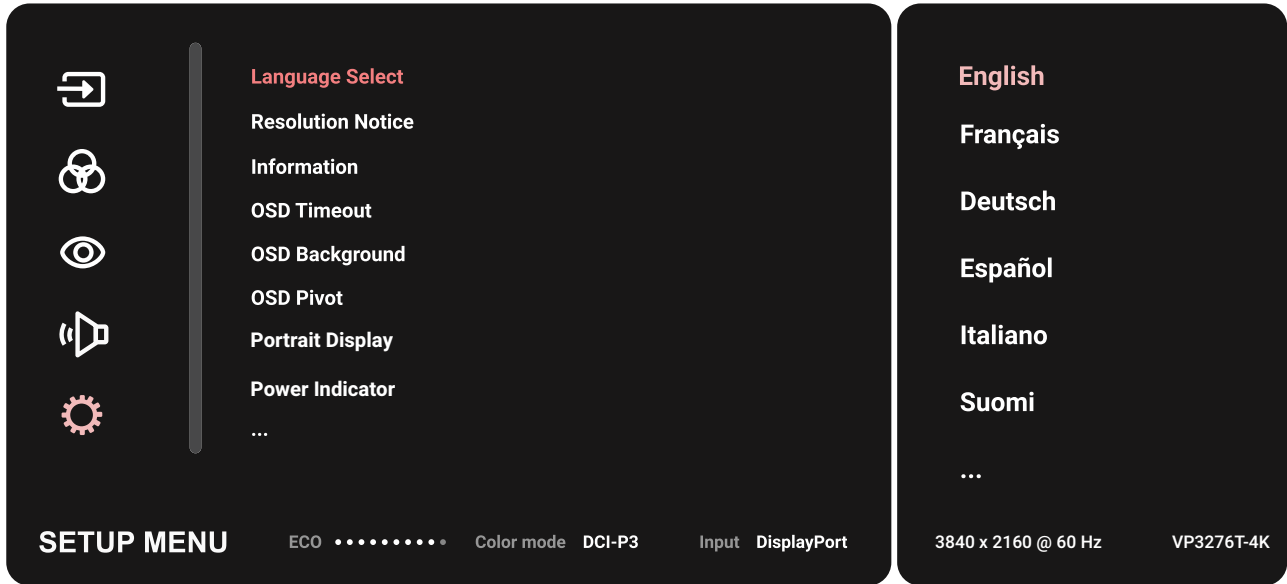 Language Select
Resolution Notice
Information
OSD Timeout
OSD Background
OSD Pivot
Portrait Display
Power Indicator
...
English
Français
Deutsch
Español
Italiano
Suomi
...
SETUP MENU ECO Color mode DCI-P3 Input DisplayPort 3840 x 2160 @ 60 Hz VP3276T-4K